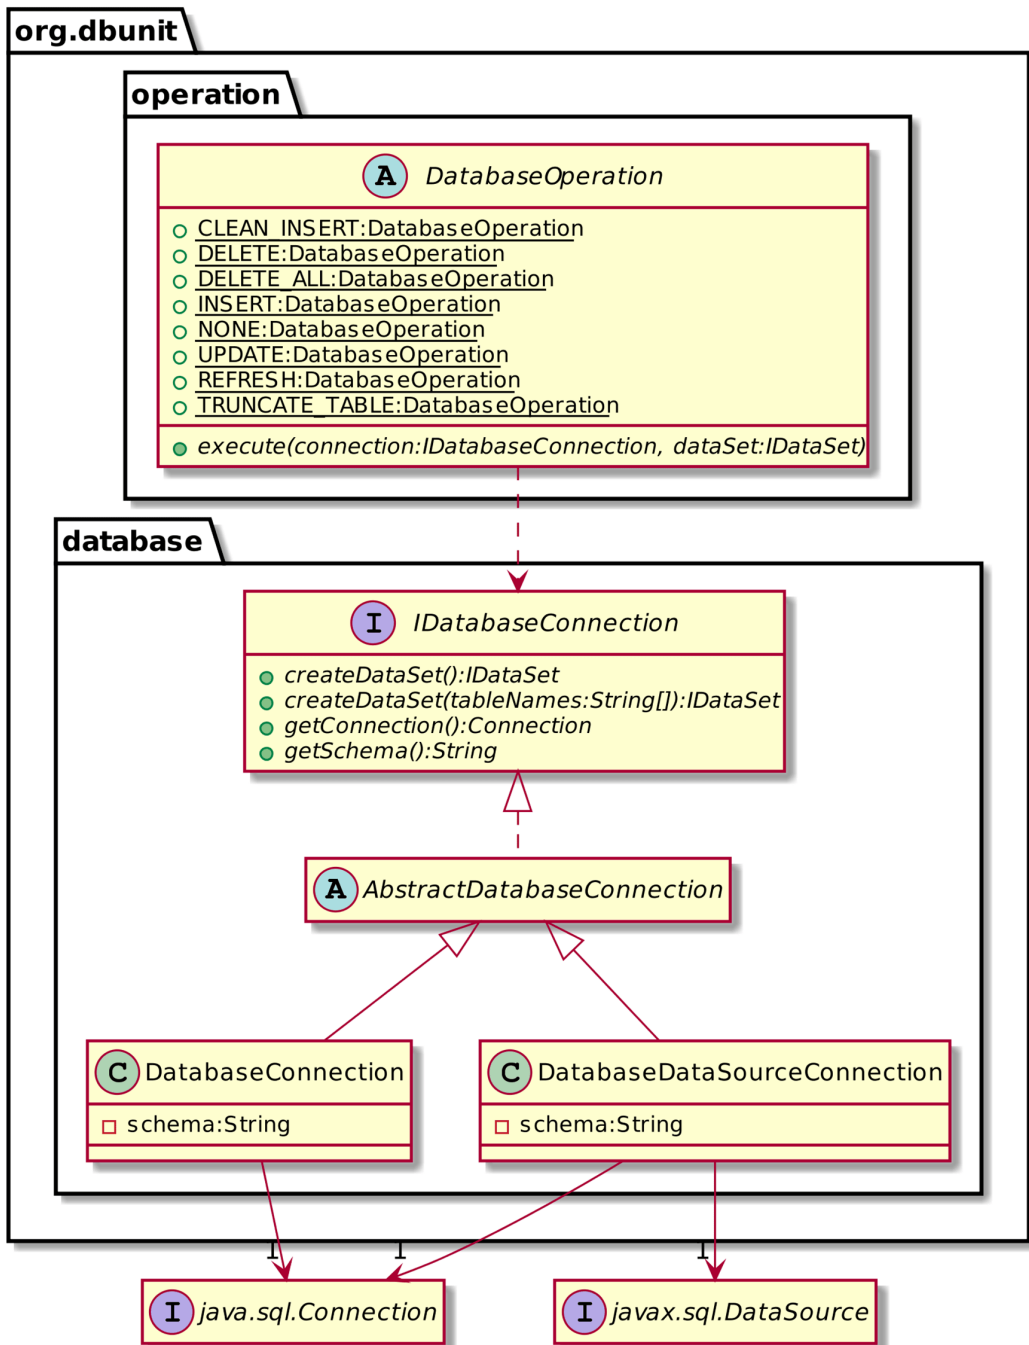 org.dbunit
operation
A DatabaseOperation
CLEAN_INSERT:DatabaseOperation
DELETE:DatabaseOperation
DELETE_ALL:DatabaseOperation
INSERT:DatabaseOperation
NONE:DatabaseOperation
UPDATE:DatabaseOperation
REFRESH:DatabaseOperation
TRUNCATE_TABLE:DatabaseOperation
execute(connection:IDatabaseConnection, dataSet:IDataSet)
database
I IDatabaseConnection
createDataSet():IDataSet
createDataSet(tableNames:String[]):IDataSet
getConnection():Connection
getSchema():String
A AbstractDatabaseConnection
C DatabaseConnection
schema:String
C DatabaseDataSourceConnection
schema:String
1 1 1
I java.sql.Connection
I javax.sql.DataSource